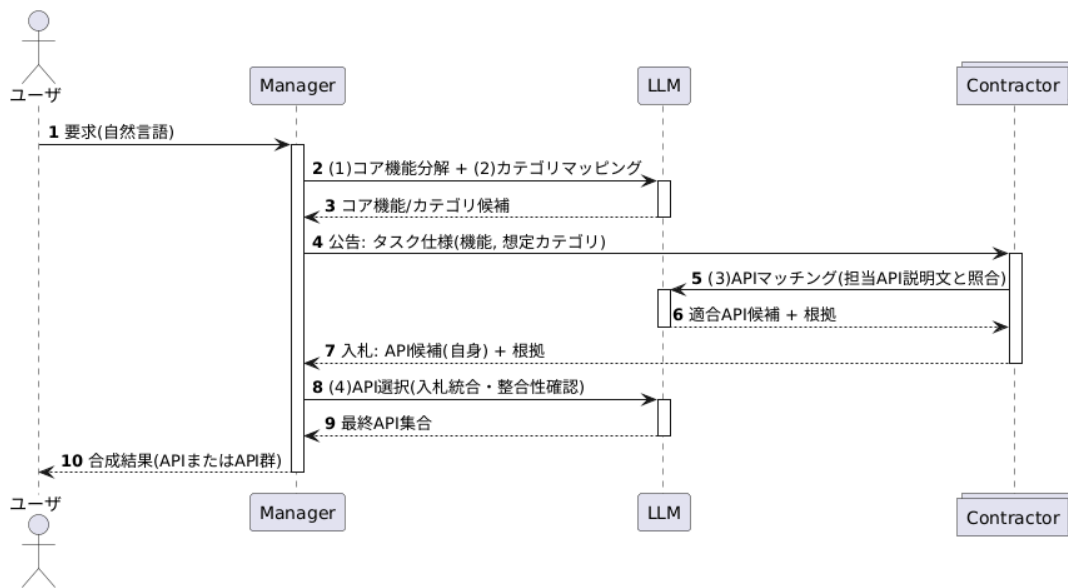 ユーザ
Manager
LLM
Contractor
1 要求(自然言語)
2 (1)コア機能分解 + (2)カテゴリマッピング
3 コア機能/カテゴリ候補
4 公告: タスク仕様(機能, 想定カテゴリ)
5 (3)APIマッチング(担当API説明文と照合)
6 適合API候補 + 根拠
7 入札: API候補(自身) + 根拠
8 (4)API選択(入札統合・整合性確認)
9 最終API集合
10 合成結果(APIまたはAPI群)
ユーザ
Manager
LLM
Contractor